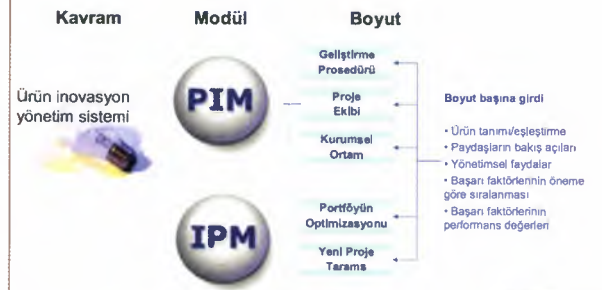 Kavram Modül Boyut
Ürün inovasyon
yönetim sistemi
PIM
IPM
Geliştirme
Prosedürü
Proje
Ekibi
Kurumsel
Ortam
Portföyün
Optimizasyonu
Yeni Proje
Tarama
Boyut başına girdi
• Ürün tanımı/eşleştirme
• Paydaşların bakış açıları
• Yönetimsel faydalar
• Başarı faktörlerinin öneme
göre sıralanması
• Başarı faktörlerinin
performans değerleri